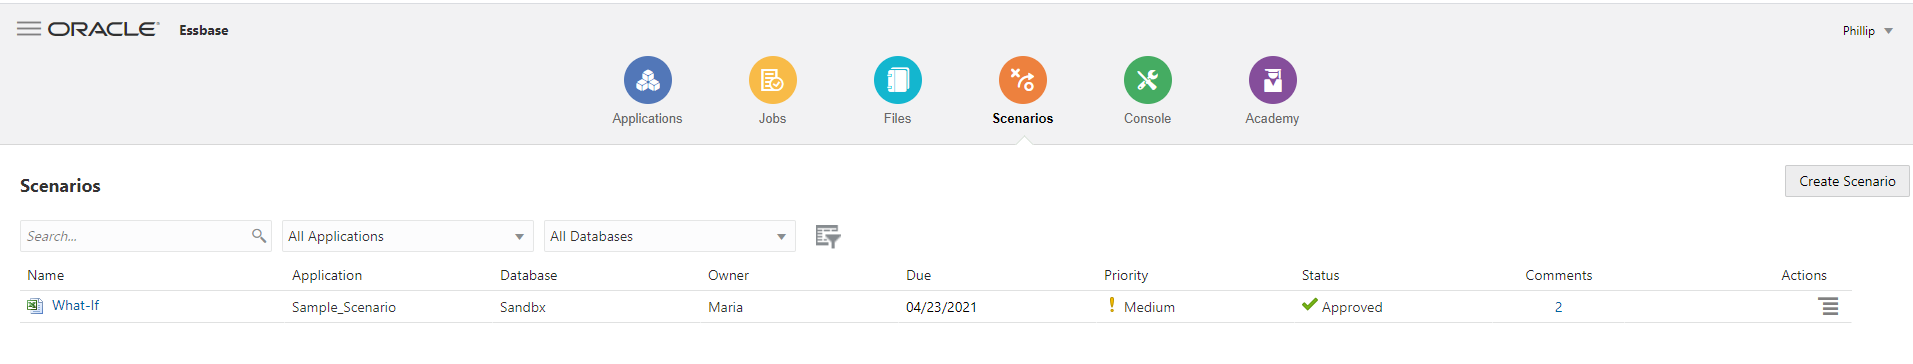 ORACLE® Essbase
Phillip
Applications Jobs Files Scenarios Console Academy
Scenarios
Create Scenario
Search... All Applications All Databases
Name Application Database Owner Due Priority Status Comments Actions
What-If Sample_Scenario Sandbx Maria 04/23/2021 Medium Approved 2